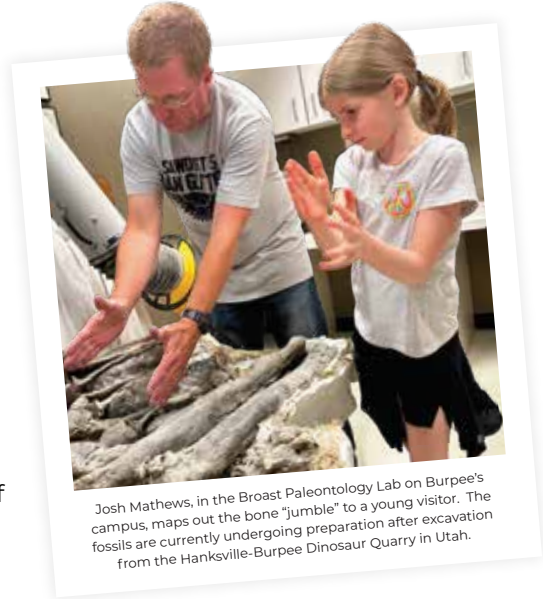 Josh Mathews, in the Broast Paleontology Lab on Burpee’s
campus, maps out the bone “jumble” to a young visitor.  The
fossils are currently undergoing preparation after excavation
from the Hanksville-Burpee Dinosaur Quarry in Utah.
f